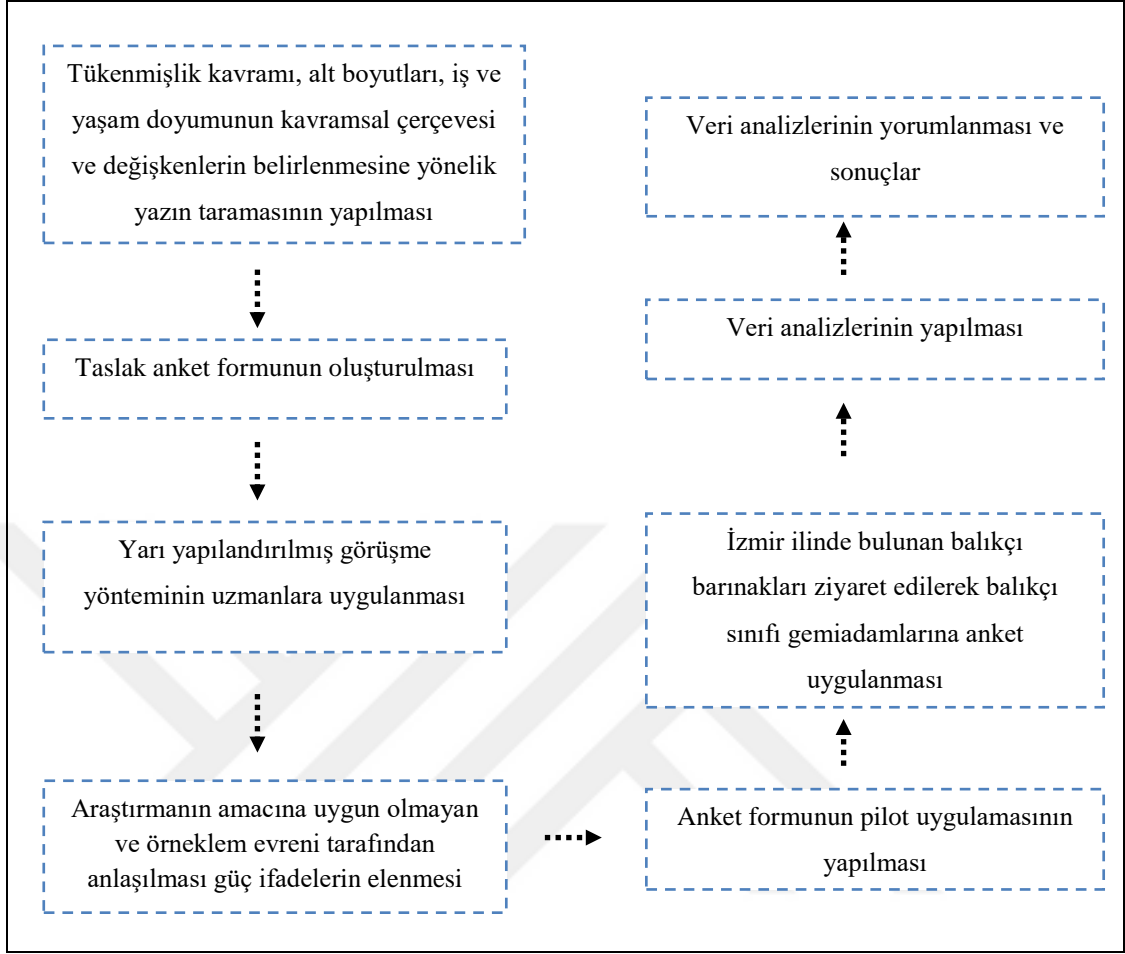 Tükenmişlik kavramı, alt boyutları, iş ve
yaşam doyumunun kavramsal çerçevesi
ve değişkenlerin belirlenmesine yönelik
yazın taramasının yapılması
Taslak anket formunun oluşturulması
Yarı yapılandırılmış görüşme
yönteminin uzmanlara uygulanması
Araştırmanın amacına uygun olmayan
ve örneklem evreni tarafından
anlaşılması güç ifadelerin elenmesi
Anket formunun pilot uygulamasının
yapılması
İzmir ilinde bulunan balıkçı
barınakları ziyaret edilerek balıkçı
sınıfı gemiadamlarına anket
uygulanması
Veri analizlerinin yapılması
Veri analizlerinin yorumlanması ve
sonuçlar